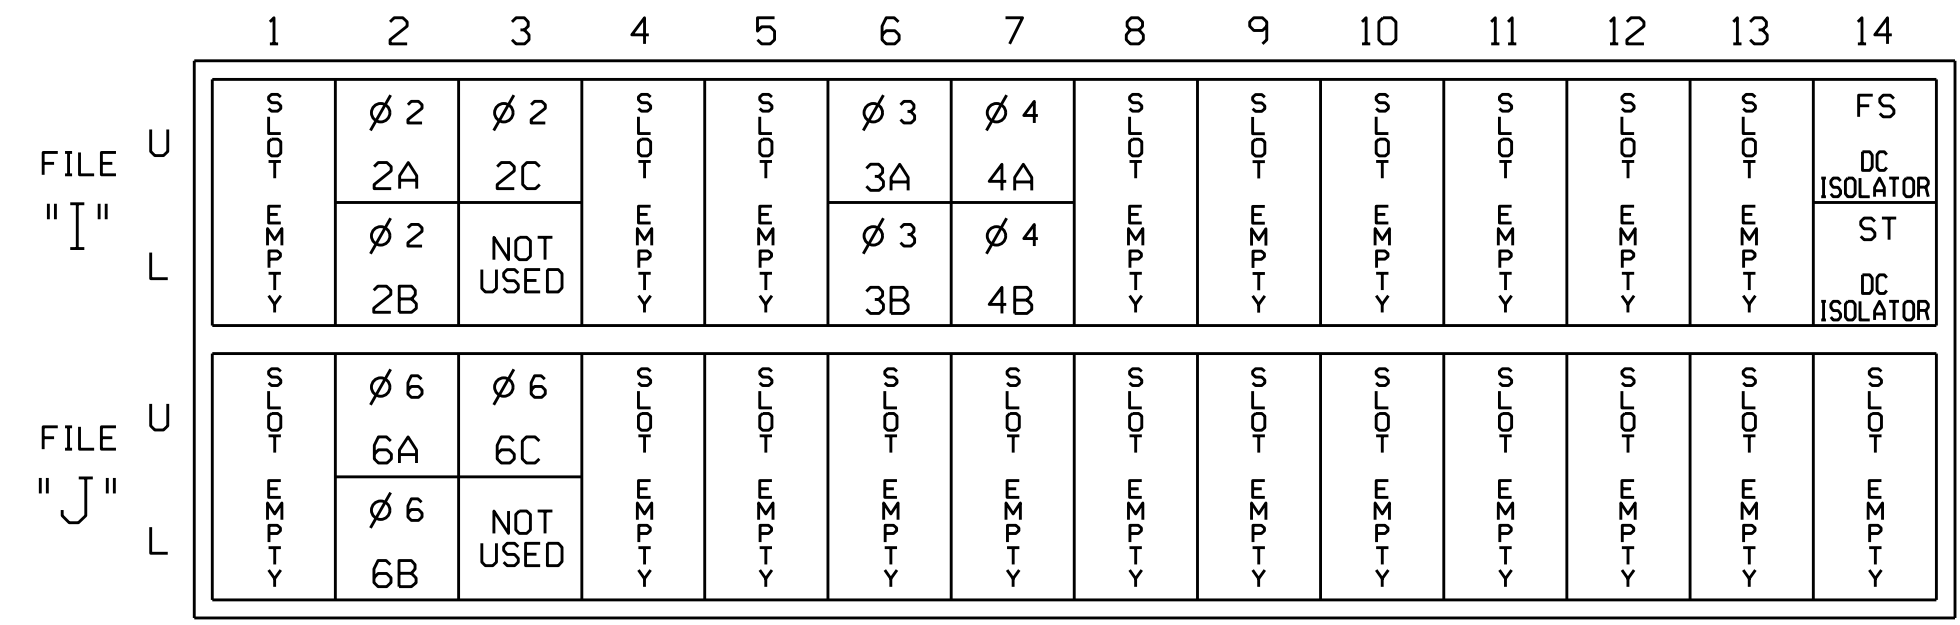 1 2 3 4 5 6 7 8 9 10 11 12 13 14
FILE "I"
U
L
SLOT EMPTY
Ø 2
2A
Ø 2
2B
Ø 2
2C
NOT
USED
SLOT EMPTY
SLOT EMPTY
Ø 3
3A
Ø 3
3B
Ø 4
4A
Ø 4
4B
SLOT EMPTY
SLOT EMPTY
SLOT EMPTY
SLOT EMPTY
SLOT EMPTY
SLOT EMPTY
FS
DC
ISOLATOR
ST
DC
ISOLATOR
FILE "J"
U
L
SLOT EMPTY
Ø 6
6A
Ø 6
6B
Ø 6
6C
NOT
USED
SLOT EMPTY
SLOT EMPTY
SLOT EMPTY
SLOT EMPTY
SLOT EMPTY
SLOT EMPTY
SLOT EMPTY
SLOT EMPTY
SLOT EMPTY
SLOT EMPTY
SLOT EMPTY